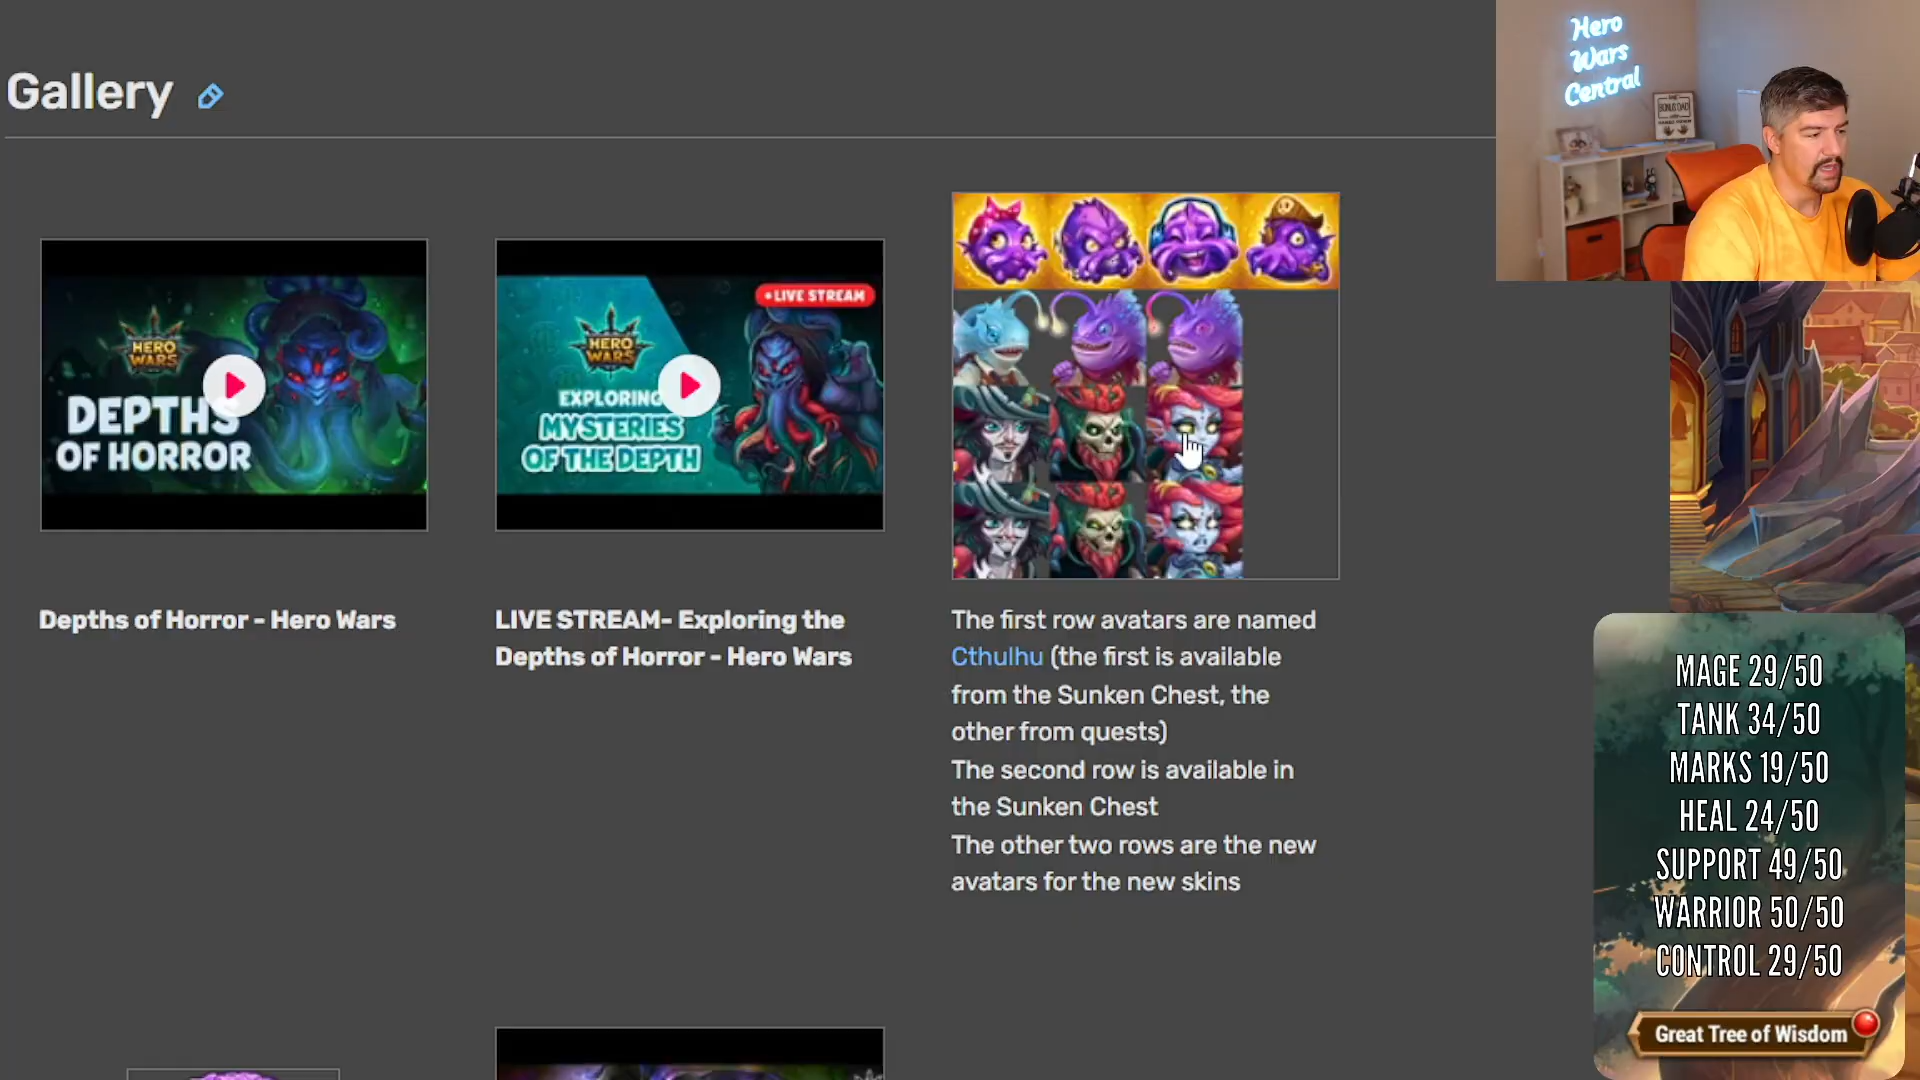 Gallery
HERO
WARS
DEPTHS
OF HORROR
Depths of Horror - Hero Wars
LIVE STREAM
HERO
WARS
EXPLORING
MYSTERIES
OF THE DEPTH
LIVE STREAM- Exploring the
Depths of Horror - Hero Wars
The first row avatars are named
Cthulhu (the first is available
from the Sunken Chest, the
other from quests)
The second row is available in
the Sunken Chest
The other two rows are the new
avatars for the new skins
Hero
Wars
Central
BONUS DAD
MAGE 29/50
TANK 34/50
MARKS 19/50
HEAL 24/50
SUPPORT 49/50
WARRIOR 50/50
CONTROL 29/50
Great Tree of Wisdom